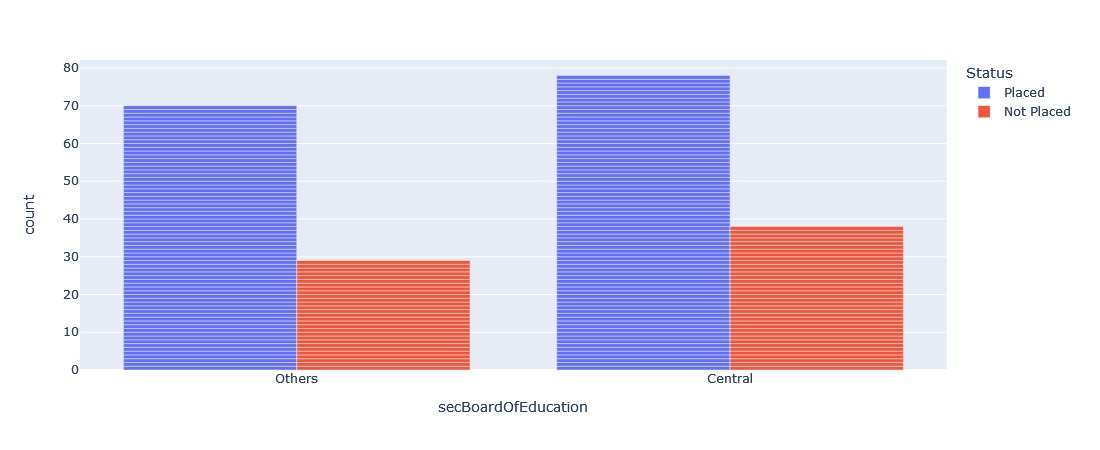 80
70
60
50
40
30
20
10
0
count
Others
Central
secBoardOfEducation
Status
Placed
Not Placed